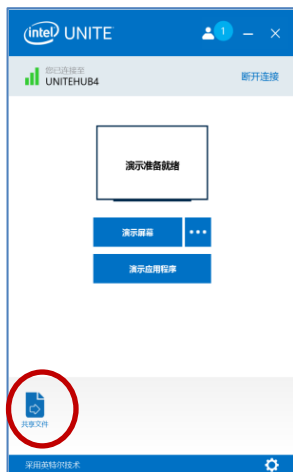 intel UNITE
1
即已连接至
UNITEHUB4
断开连接
演示准备就绪
演示屏幕
演示应用程序
共享文件
采用英特尔技术